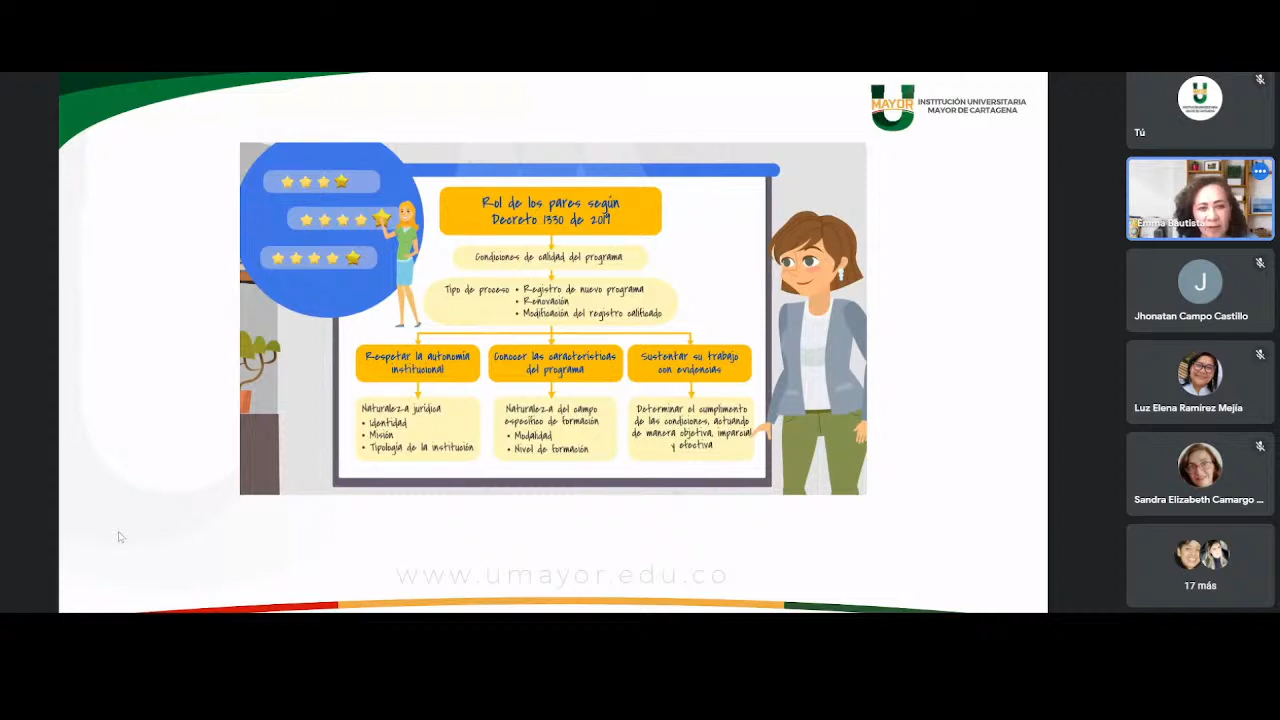 MAYOR
INSTITUCIÓN UNIVERSITARIA
MAYOR DE CARTAGENA
Rol de los pares según
Decreto 1330 de 2019
Condiciones de calidad del programa
Tipo de proceso • Registro de nuevo programa
• Renovación
• Modificación del registro calificado
Respetar la autonomía
institucional
Naturaleza jurídica
• Identidad
• Misión
• Tipología de la institución
Conocer las características
del programa
Naturaleza del campo
específico de formación
• Modalidad
• Nivel de formación
Sustentar su trabajo
con evidencias
Determinar el cumplimento
de las condiciones, actuando
de manera objetiva, imparcial
y efectiva
www.umayor.edu.co
Tú
Emma Bautista
J
Jhonatan Campo Castillo
Luz Elena Ramirez Mejía
Sandra Elizabeth Camargo ...
17 más